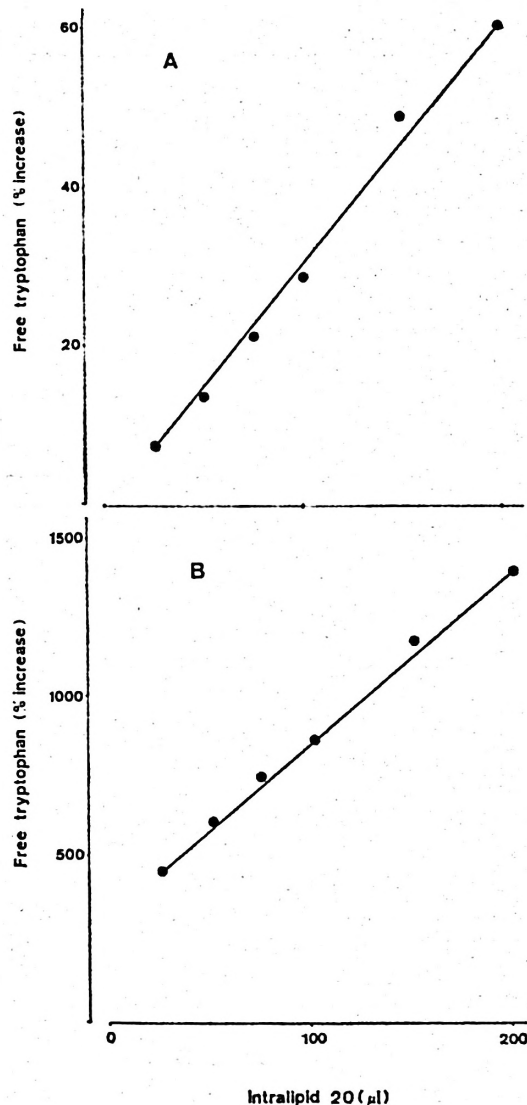 60
A
40
20
Free tryptophan (% increase)
1500
B
1000
500
Free tryptophan (% increase)
0 100 200
Intralipid 20 (µl)